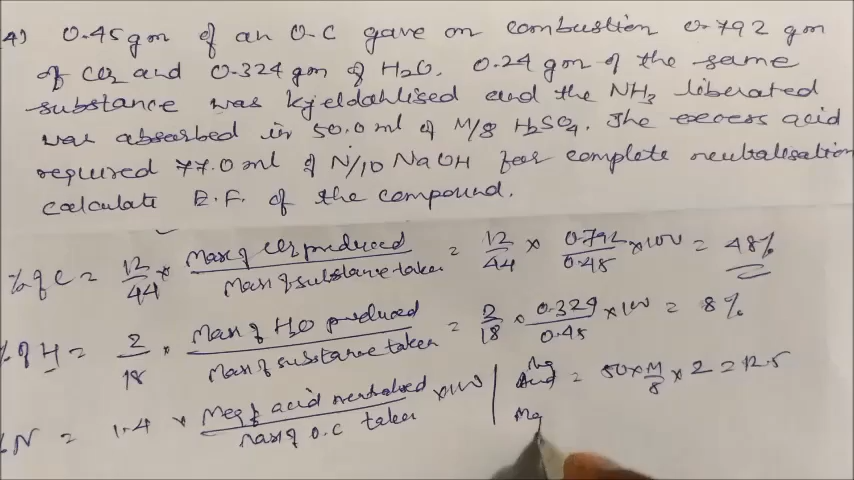 4) 0.45 gm of an O.C gave on combustion 0.792 gm
of CO2 and 0.324 gm of H2O. 0.24 gm of the same
substance was Kjeldahlised and the NH3 liberated
was absorbed in 50.0 ml of M/8 H2SO4. The excess acid
required 77.0 ml of N/10 NaOH for complete neutralisation
calculate E.F. of the compound.
% of C = 12/44 × Mass of CO2 produced/Mass of substance taken = 12/44 × 0.792/0.45 × 100 = 48%
% of H = 2/18 × Mass of H2O produced/Mass of substance taken = 2/18 × 0.324/0.45 × 100 = 8%
% N = 1.4 × Meq of acid neutralised/Mass of O.C taken × 100 | Meq Acid = 50 × M/8 × 2 = 12.5
Meq